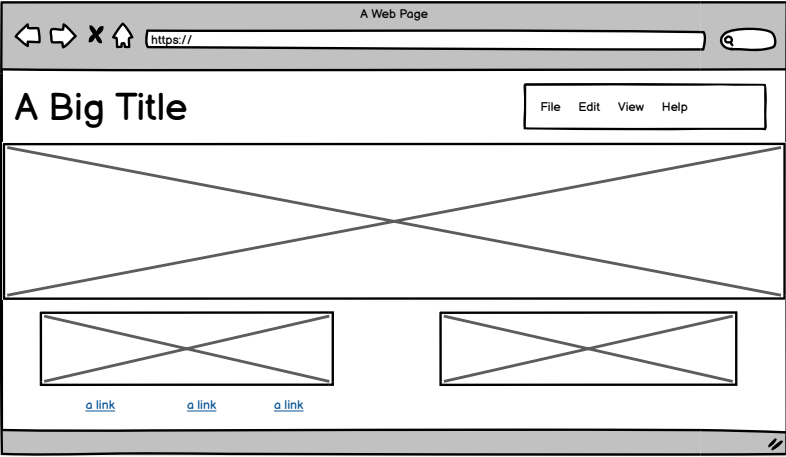 A Web Page
https://
A Big Title
File Edit View Help
a link a link a link